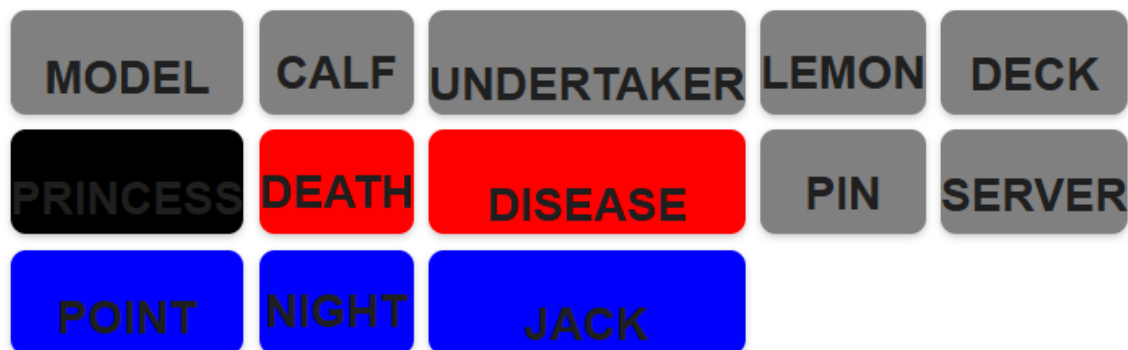 MODEL CALF UNDERTAKER LEMON DECK
PRINCESS DEATH DISEASE PIN SERVER
POINT NIGHT JACK